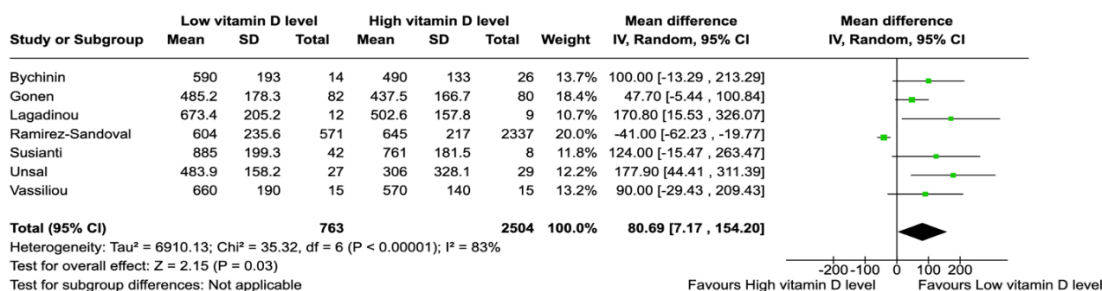 Low vitamin D level High vitamin D level Mean difference Mean difference
Study or Subgroup Mean SD Total Mean SD Total Weight IV, Random, 95% CI IV, Random, 95% CI
Bychinin 590 193 14 490 133 26 13.7% 100.00 [-13.29 , 213.29]
Gonen 485.2 178.3 82 437.5 166.7 80 18.4% 47.70 [-5.44 , 100.84]
Lagadinou 673.4 205.2 12 502.6 157.8 9 10.7% 170.80 [15.53 , 326.07]
Ramirez-Sandoval 604 235.6 571 645 217 2337 20.0% -41.00 [-62.23 , -19.77]
Susianti 885 199.3 42 761 181.5 8 11.8% 124.00 [-15.47 , 263.47]
Unsal 483.9 158.2 27 306 328.1 29 12.2% 177.90 [44.41 , 311.39]
Vassiliou 660 190 15 570 140 15 13.2% 90.00 [-29.43 , 209.43]
Total (95% CI) 763 2504 100.0% 80.69 [7.17 , 154.20]
Heterogeneity: Tau² = 6910.13; Chi² = 35.32, df = 6 (P < 0.00001); I² = 83%
Test for overall effect: Z = 2.15 (P = 0.03) -200 -100 0 100 200
Test for subgroup differences: Not applicable Favours High vitamin D level Favours Low vitamin D level